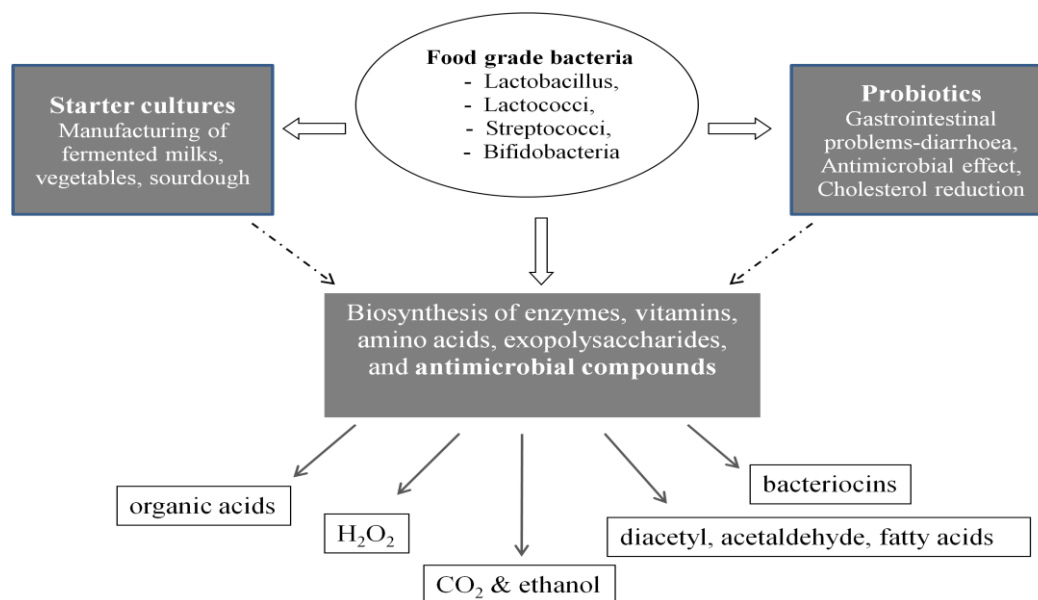 Food grade bacteria
- Lactobacillus,
- Lactococci,
- Streptococci,
- Bifidobacteria
Starter cultures
Manufacturing of
fermented milks,
vegetables, sourdough
Probiotics
Gastrointestinal
problems-diarrhoea,
Antimicrobial effect,
Cholesterol reduction
Biosynthesis of enzymes, vitamins,
amino acids, exopolysaccharides,
and antimicrobial compounds
organic acids
H₂O₂
CO₂ & ethanol
diacetyl, acetaldehyde, fatty acids
bacteriocins